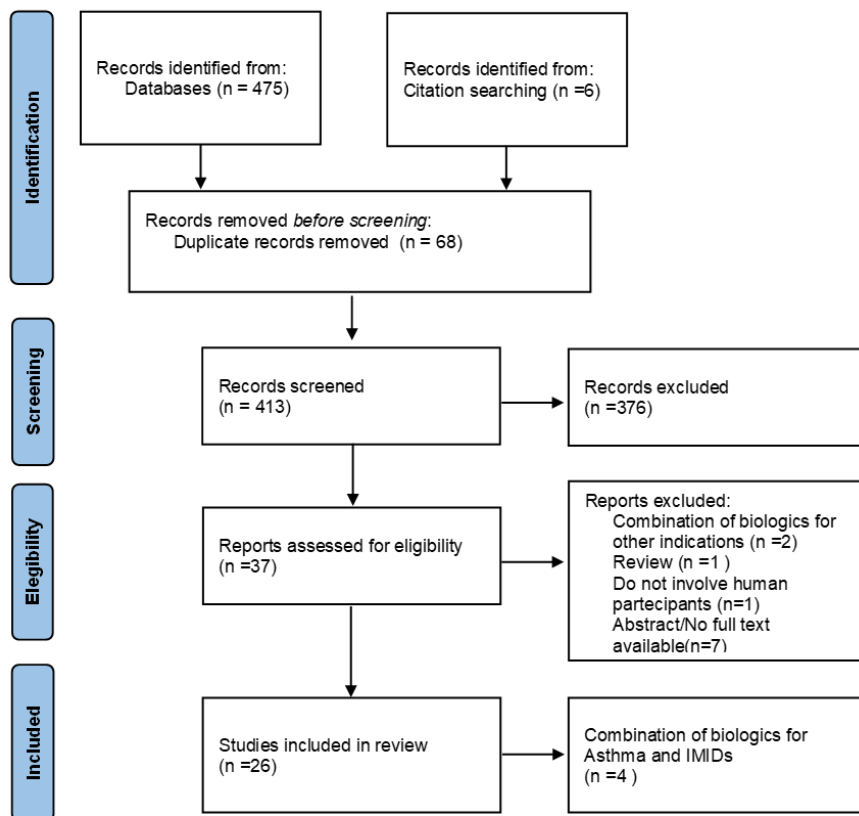 Identification
Records identified from:
Databases (n = 475)
Records identified from:
Citation searching (n =6)
Records removed before screening:
Duplicate records removed  (n = 68)
Screening
Records screened
(n = 413)
Records excluded
(n =376)
Elegibility
Reports assessed for eligibility
(n =37)
Reports excluded:
Combination of biologics for
other indications (n =2)
Review (n =1 )
Do not involve human
partecipants (n=1)
Abstract/No full text
available(n=7)
Included
Studies included in review
(n =26)
Combination of biologics for
Asthma and IMIDs
(n =4 )